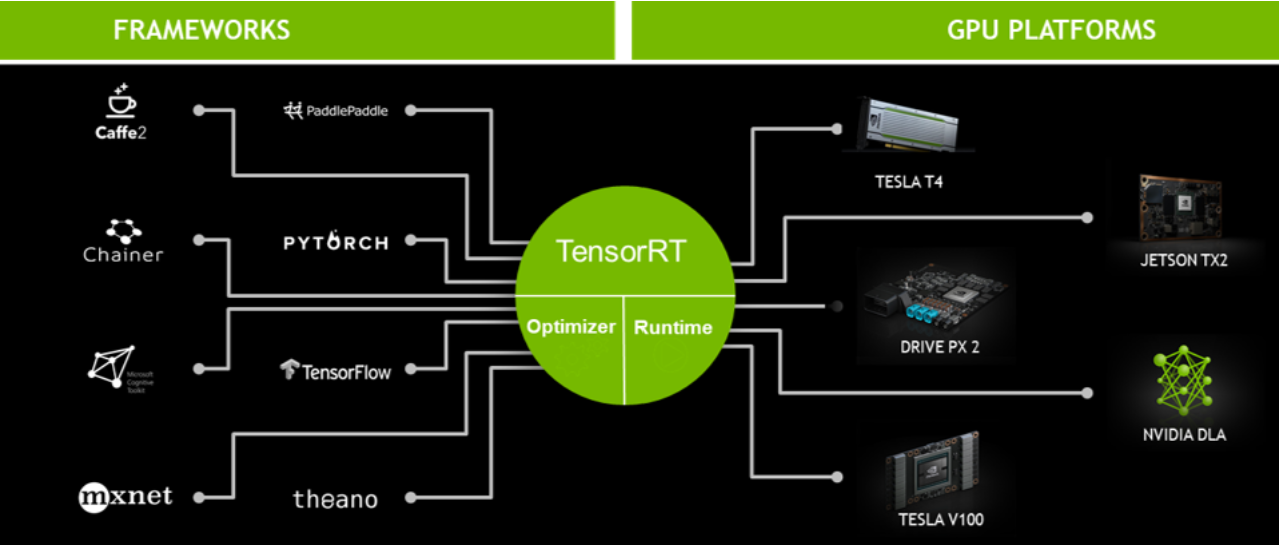 FRAMEWORKS
GPU PLATFORMS
Caffe2
PaddlePaddle
Chainer
PYTORCH
Microsoft
Cognitive
Toolkit
TensorFlow
mxnet
theano
TensorRT
Optimizer
Runtime
TESLA T4
JETSON TX2
DRIVE PX 2
NVIDIA DLA
TESLA V100